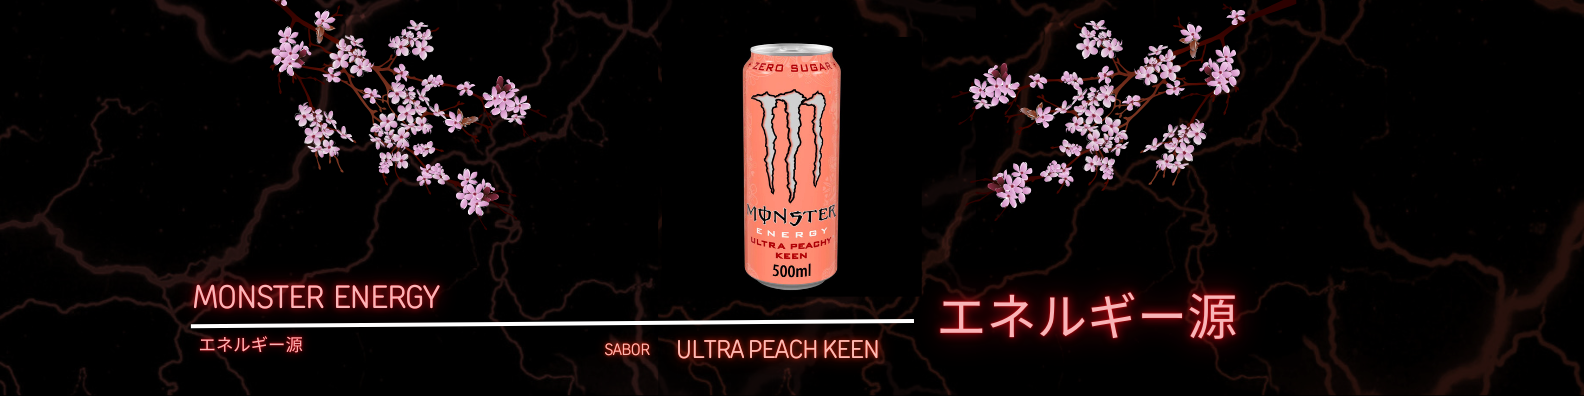 ZERO SUGAR
MONSTER
ENERGY
ULTRA PEACHY
KEEN
500ml
MONSTER ENERGY
エネルギー源
SABOR ULTRA PEACH KEEN
エネルギー源